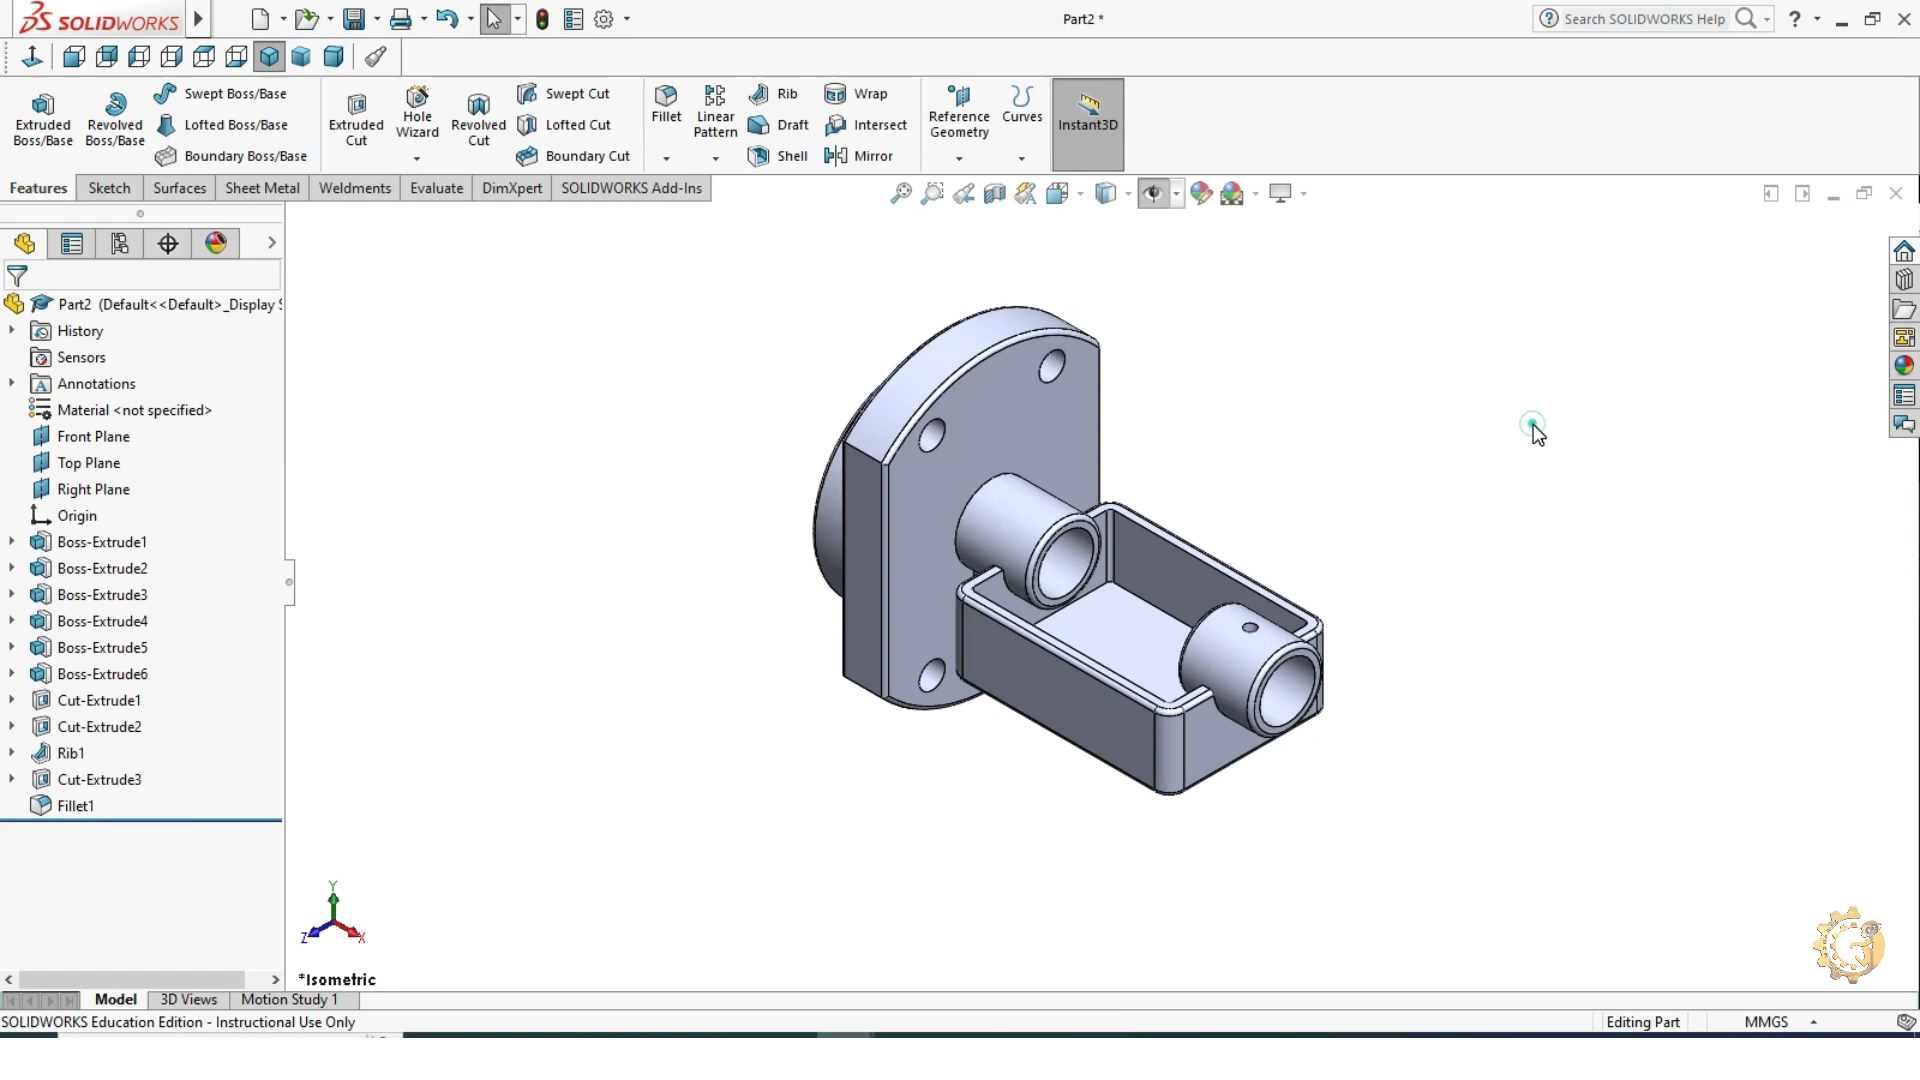 SOLIDWORKS
Part2 *
Search SOLIDWORKS Help
?
Extruded Boss/Base
Revolved Boss/Base
Swept Boss/Base
Lofted Boss/Base
Boundary Boss/Base
Extruded Cut
Hole Wizard
Revolved Cut
Swept Cut
Lofted Cut
Boundary Cut
Fillet
Linear Pattern
Rib
Draft
Shell
Wrap
Intersect
Mirror
Reference Geometry
Curves
Instant3D
Features
Sketch
Surfaces
Sheet Metal
Weldments
Evaluate
DimXpert
SOLIDWORKS Add-Ins
Part2 (Default<<Default>_Display S
History
Sensors
Annotations
Material <not specified>
Front Plane
Top Plane
Right Plane
Origin
Boss-Extrude1
Boss-Extrude2
Boss-Extrude3
Boss-Extrude4
Boss-Extrude5
Boss-Extrude6
Cut-Extrude1
Cut-Extrude2
Rib1
Cut-Extrude3
Fillet1
Y
Z
X
*Isometric
Model
3D Views
Motion Study 1
SOLIDWORKS Education Edition - Instructional Use Only
Editing Part
MMGS